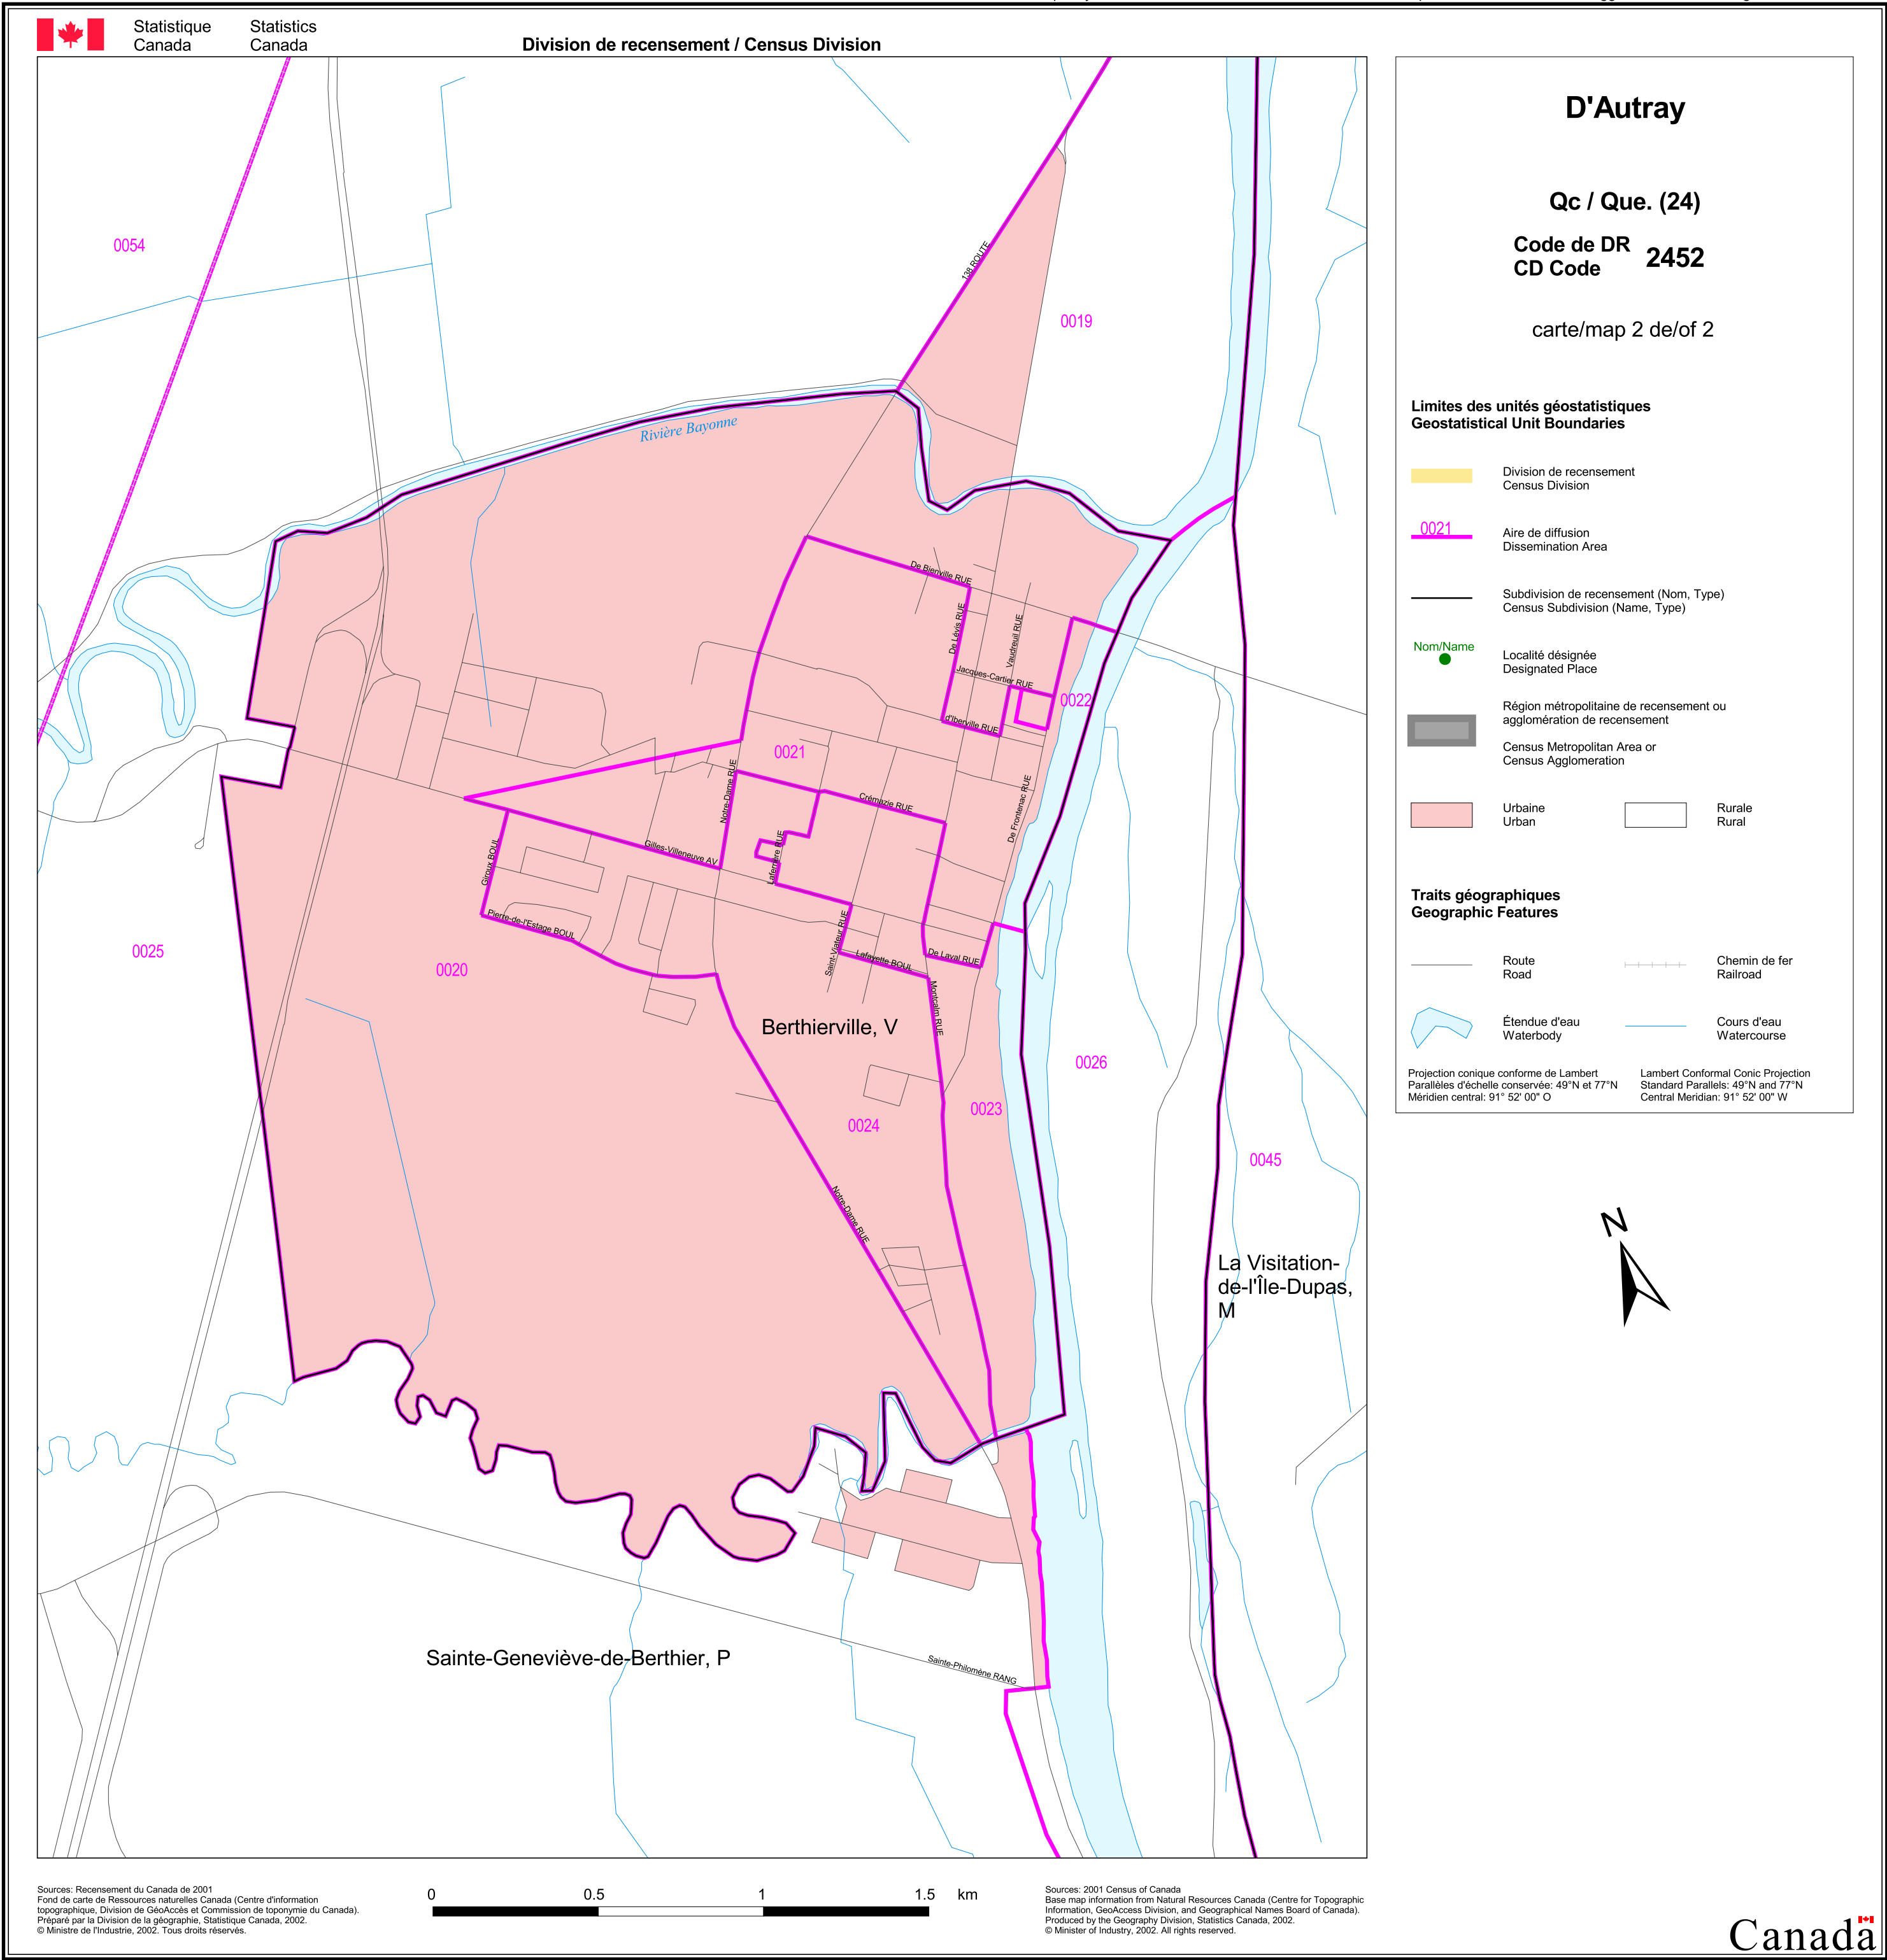 Statistique Canada
Statistics Canada
Division de recensement / Census Division
D'Autray
Qc / Que. (24)
Code de DR
CD Code
2452
carte/map 2 de/of 2
Limites des unités géostatistiques
Geostatistical Unit Boundaries
Division de recensement
Census Division
0021
Aire de diffusion
Dissemination Area
Subdivision de recensement (Nom, Type)
Census Subdivision (Name, Type)
Nom/Name
Localité désignée
Designated Place
Région métropolitaine de recensement ou
agglomération de recensement
Census Metropolitan Area or
Census Agglomeration
Urbaine
Urban
Rurale
Rural
Traits géographiques
Geographic Features
Route
Road
Chemin de fer
Railroad
Étendue d'eau
Waterbody
Cours d'eau
Watercourse
Projection conique conforme de Lambert
Parallèles d'échelle conservée: 49°N et 77°N
Méridien central: 91° 52' 00" O
Lambert Conformal Conic Projection
Standard Parallels: 49°N and 77°N
Central Meridian: 91° 52' 00" W
N
0054
138 ROUTE
0019
Rivière Bayonne
De Bienville RUE
De Lévis RUE
Vaudreuil RUE
Jacques-Cartier RUE
0022
d'Iberville RUE
0021
Notre-Dame RUE
Crémazie RUE
De Frontenac RUE
Laferrière RUE
Gilles-Villeneuve AV
Giroux BOUL
Pierre-de-l'Estage BOUL
Saint-Viateur RUE
Lafayette BOUL
De Laval RUE
Montcalm RUE
0025
0020
Berthierville, V
0026
0023
0024
0045
Notre-Dame RUE
La Visitation-
de-l'Île-Dupas,
M
Sainte-Geneviève-de-Berthier, P
Sainte-Philomène RANG
Sources: Recensement du Canada de 2001
Fond de carte de Ressources naturelles Canada (Centre d'information
topographique, Division de GéoAccès et Commission de toponymie du Canada).
Préparé par la Division de la géographie, Statistique Canada, 2002.
© Ministre de l'Industrie, 2002. Tous droits réservés.
0 0.5 1 1.5 km
Sources: 2001 Census of Canada
Base map information from Natural Resources Canada (Centre for Topographic
Information, GeoAccess Division, and Geographical Names Board of Canada).
Produced by the Geography Division, Statistics Canada, 2002.
© Minister of Industry, 2002. All rights reserved.
Canada